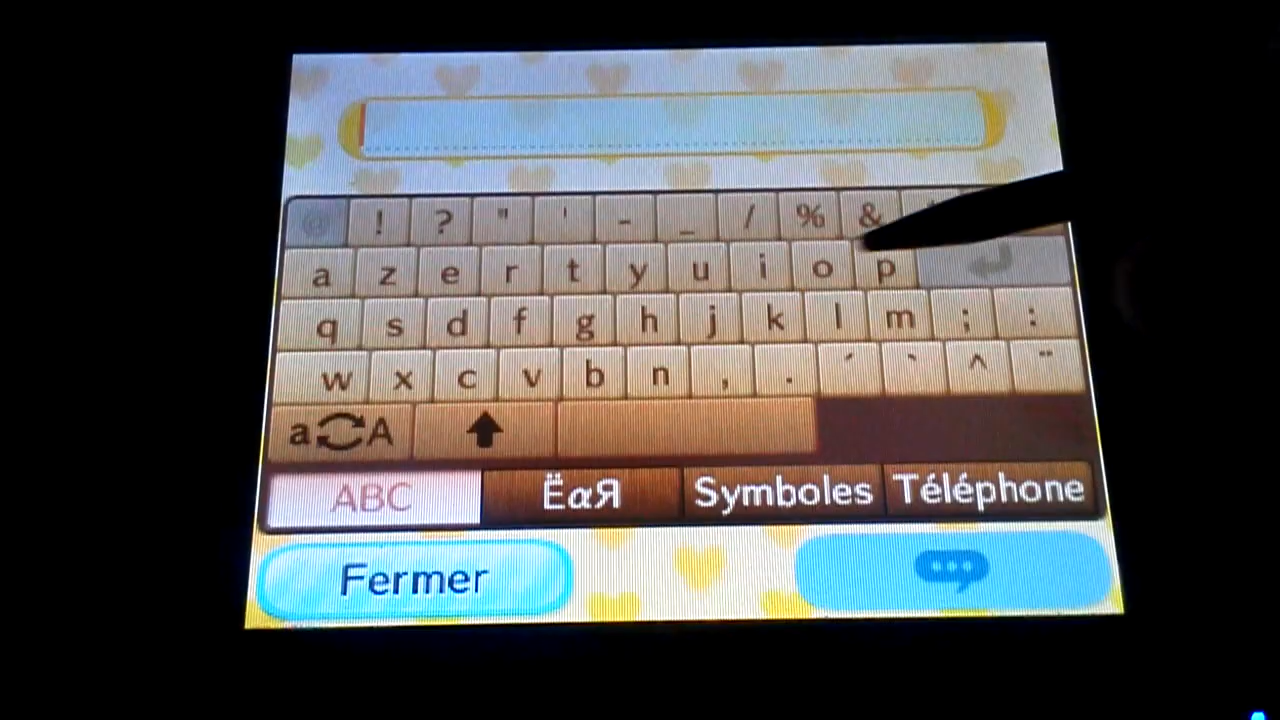 @ ! ? " ' - _ / % &
a z e r t y u i o p
q s d f g h j k l m ; :
w x c v b n , . ´ ` ^ ¨
a A
ABC ËαЯ Symboles Téléphone
Fermer